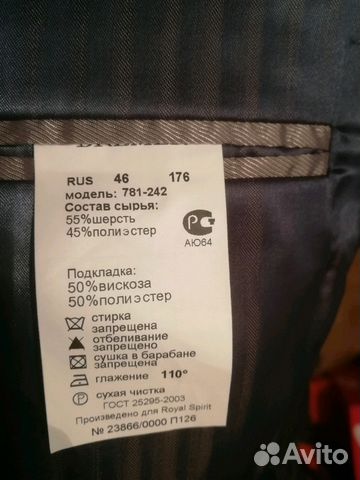 RUS 46 176
модель: 781-242
Состав сырья:
55%шерсть
45%полиэстер
АЮ64
Подкладка:
50%вискоза
50%полиэстер
стирка
запрещена
отбеливание
запрещено
сушка в барабане
запрещена
глажение 110°
P сухая чистка
ГОСТ 25295-2003
Произведено для Royal Spirit
№ 23866/0000 П126
Avito